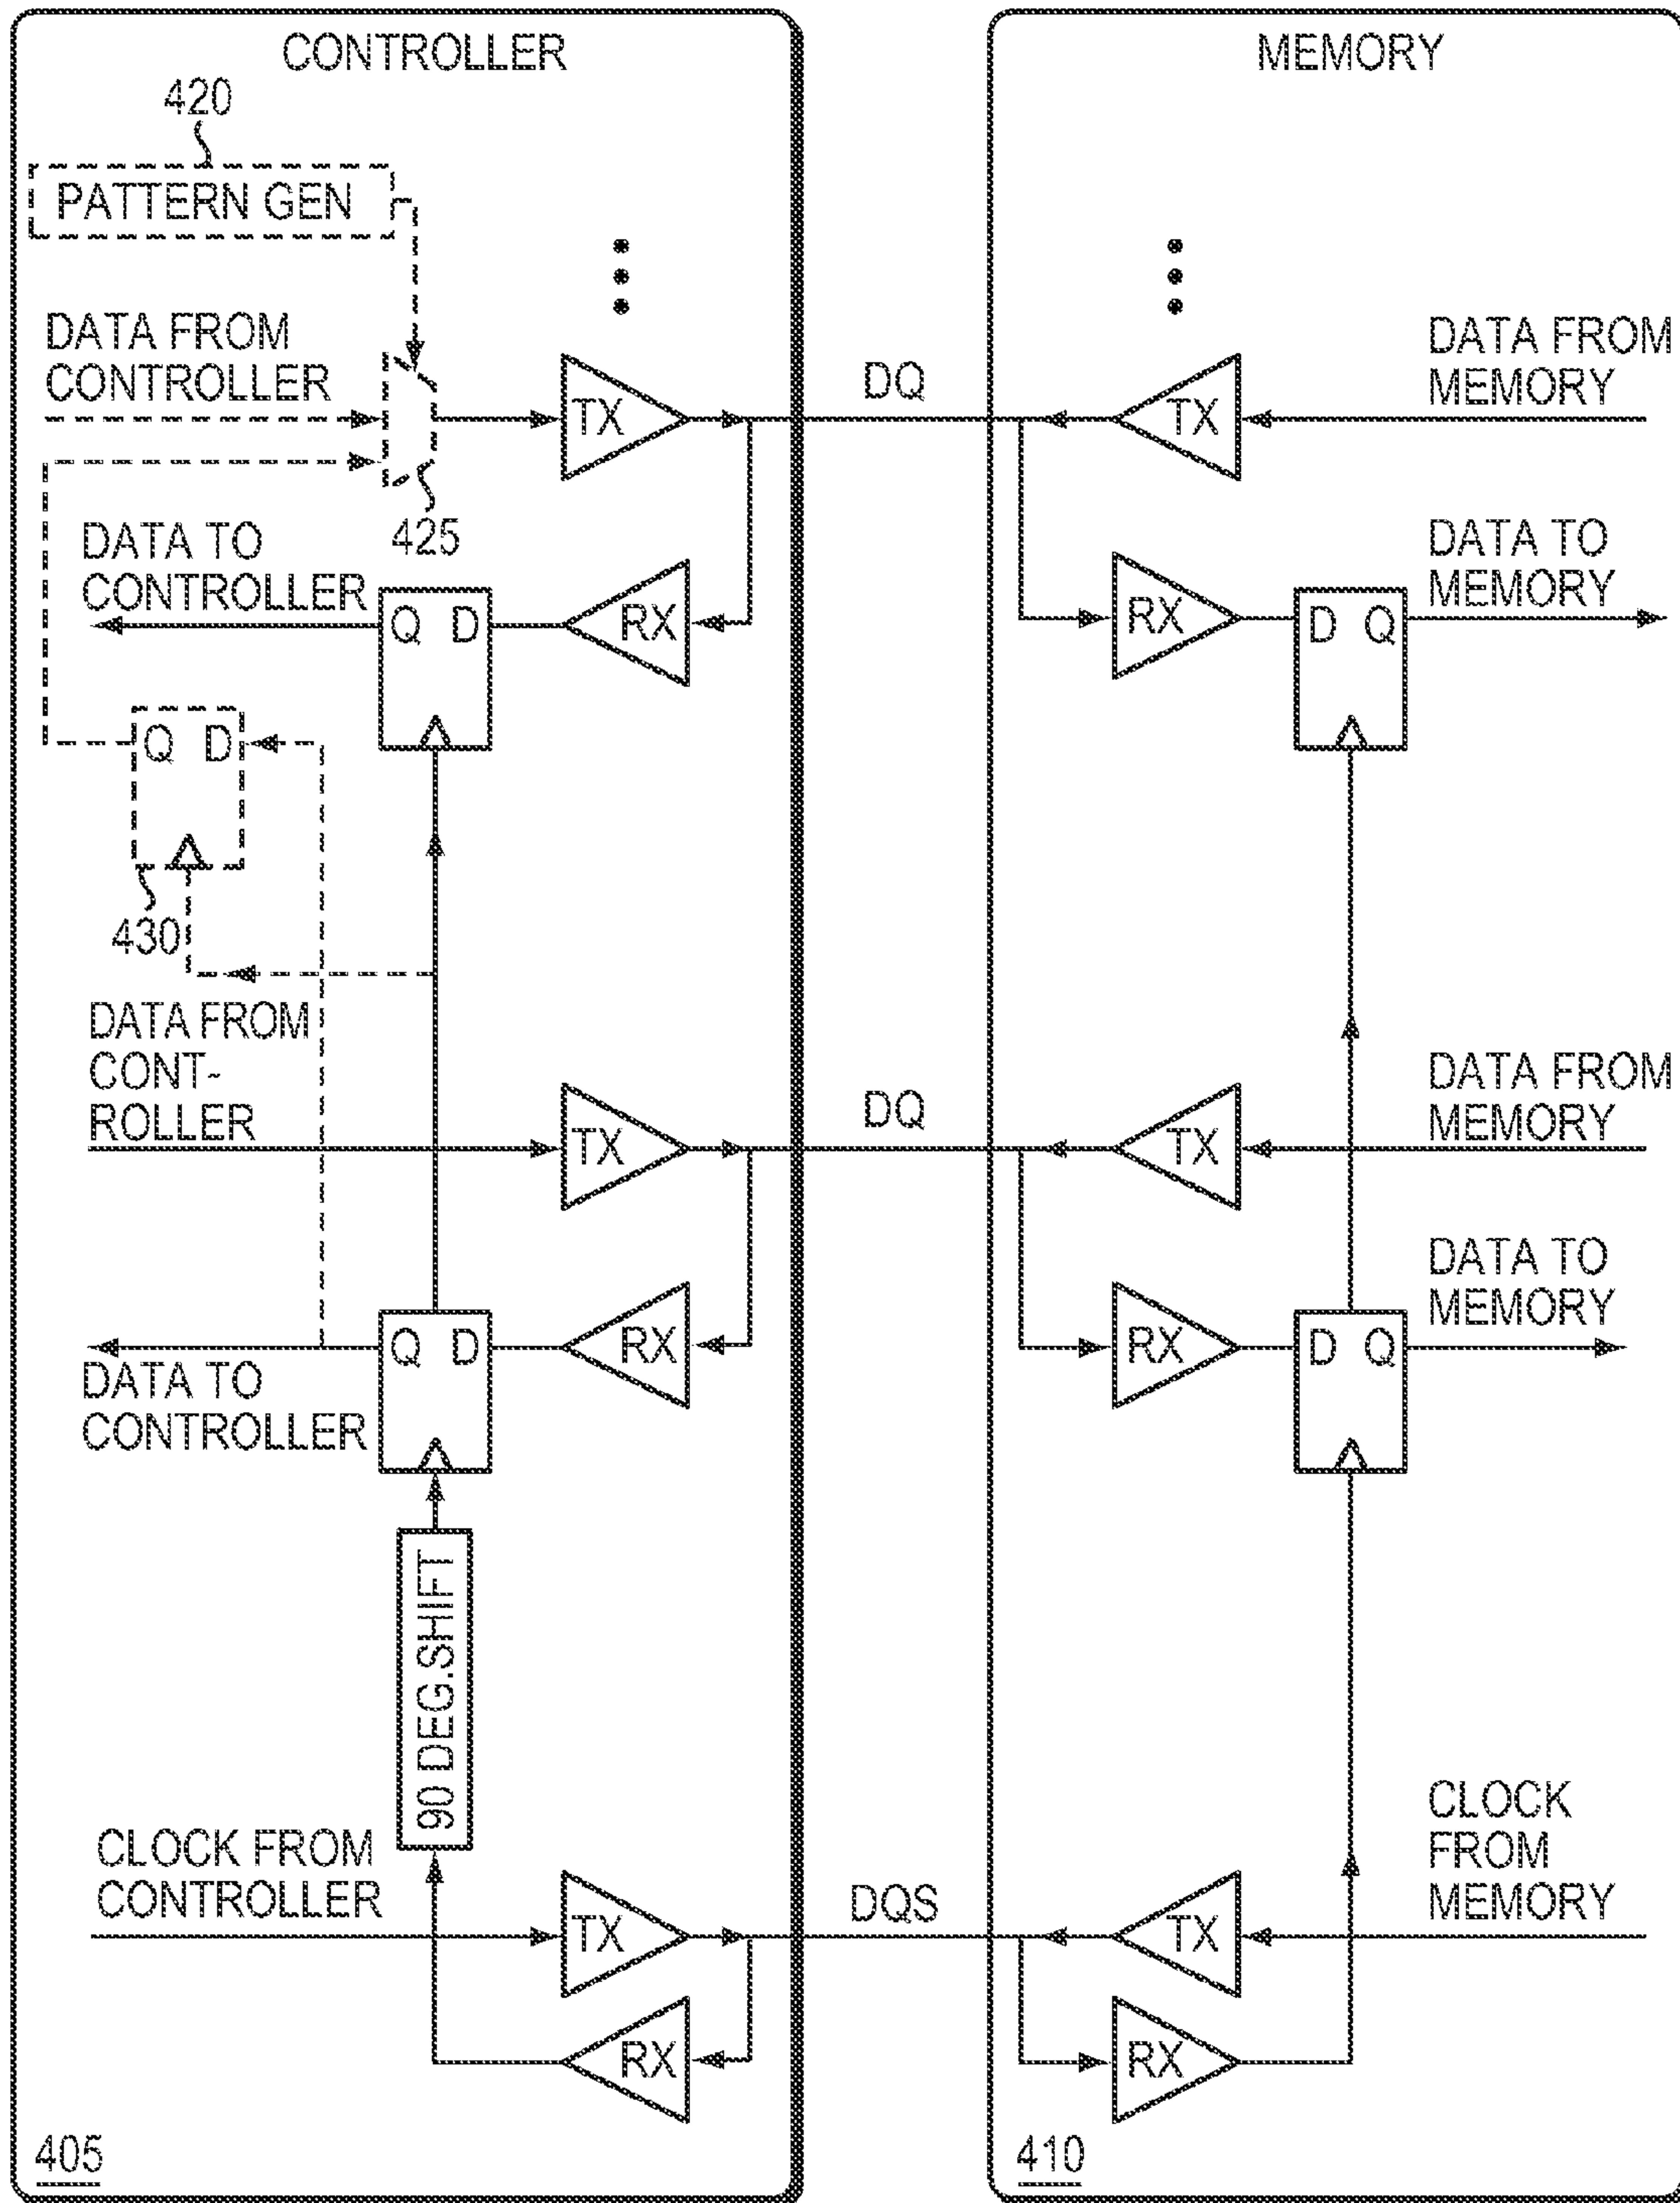 CONTROLLER
MEMORY
420
PATTERN GEN
DATA FROM
CONTROLLER
TX
DQ
TX
DATA FROM
MEMORY
425
DATA TO
CONTROLLER
Q D
RX
RX
D Q
DATA TO
MEMORY
Q D
430
DATA FROM
CONT-
ROLLER
TX
DQ
TX
DATA FROM
MEMORY
Q D
RX
RX
D Q
DATA TO
MEMORY
DATA TO
CONTROLLER
90 DEG.SHIFT
CLOCK FROM
CONTROLLER
TX
DQS
TX
CLOCK
FROM
MEMORY
RX
RX
405
410